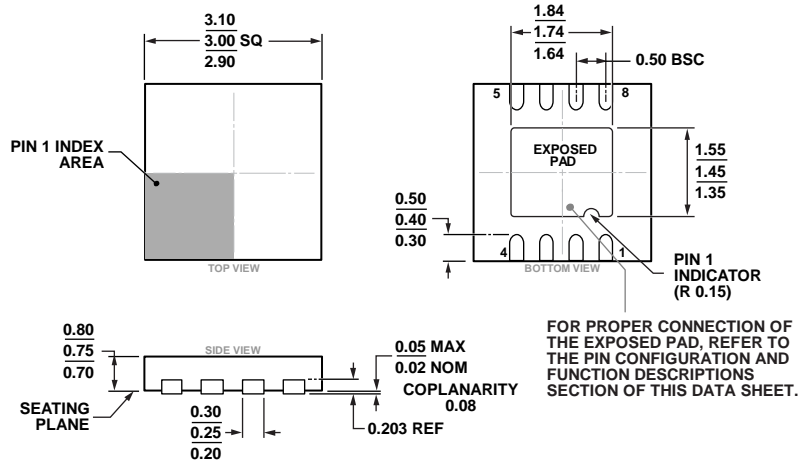 3.10
3.00 SQ
2.90
PIN 1 INDEX
AREA
TOP VIEW
1.84
1.74
1.64
0.50 BSC
5
8
EXPOSED
PAD
1.55
1.45
1.35
0.50
0.40
0.30
4
1
BOTTOM VIEW
PIN 1
INDICATOR
(R 0.15)
FOR PROPER CONNECTION OF
THE EXPOSED PAD, REFER TO
THE PIN CONFIGURATION AND
FUNCTION DESCRIPTIONS
SECTION OF THIS DATA SHEET.
0.80
0.75
0.70
SIDE VIEW
SEATING
PLANE
0.30
0.25
0.20
0.05 MAX
0.02 NOM
COPLANARITY
0.08
0.203 REF